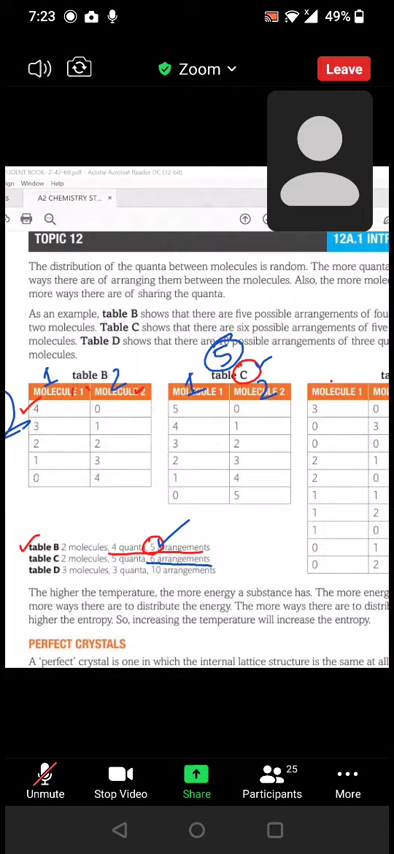 7:23
49%
Zoom
Leave
STUDENT BOOK -2-42-69.pdf - Adobe Acrobat Reader DC (32-bit)
ign Window Help
s
A2 CHEMISTRY ST... ×
TOPIC 12
12A.1 INTR
The distribution of the quanta between molecules is random. The more quanta
ways there are of arranging them between the molecules. Also, the more mole
more ways there are of sharing the quanta.
As an example, table B shows that there are five possible arrangements of four
two molecules. Table C shows that there are six possible arrangements of five
molecules. Table D shows that there are possible arrangements of three qu
molecules.
5
table B
table C
ta
1 2
1 2
2
MOLECULE 1 MOLECULE 2
4 0
3 1
2 2
1 3
0 4
MOLECULE 1 MOLECULE 2
5 0
4 1
3 2
2 3
1 4
0 5
MOLECULE 1 MOLECU
3 0
0 3
0 0
2 1
2 0
1 1
1 2
1 0
0 1
0 2
table B 2 molecules, 4 quanta, 5 arrangements
table C 2 molecules, 5 quanta, 6 arrangements
table D 3 molecules, 3 quanta, 10 arrangements
The higher the temperature, the more energy a substance has. The more energ
more ways there are to distribute the energy. The more ways there are to distri
higher the entropy. So, increasing the temperature will increase the entropy.
PERFECT CRYSTALS
A 'perfect' crystal is one in which the internal lattice structure is the same at all
25
Unmute
Stop Video
Share
Participants
More